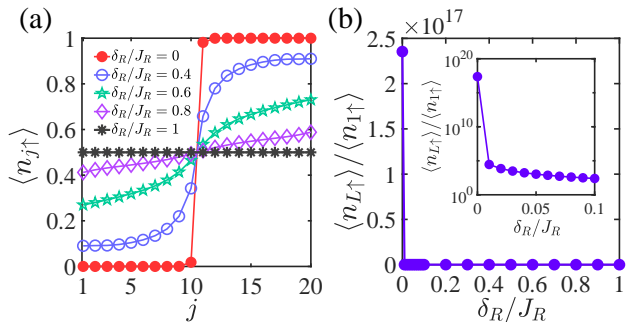 (a)
1
0.8
0.6
0.4
0.2
0
⟨n_{j↑}⟩
δ_R/J_R = 0
δ_R/J_R = 0.4
δ_R/J_R = 0.6
δ_R/J_R = 0.8
δ_R/J_R = 1
1 5 10 15 20
j
(b)
×10^{17}
2.5
2
1.5
1
0.5
0
⟨n_{L↑}⟩/⟨n_{1↑}⟩
10^{20}
10^{10}
10^{0}
⟨n_{L↑}⟩/⟨n_{1↑}⟩
0 0.05 0.1
δ_R/J_R
0 0.2 0.4 0.6 0.8 1
δ_R/J_R